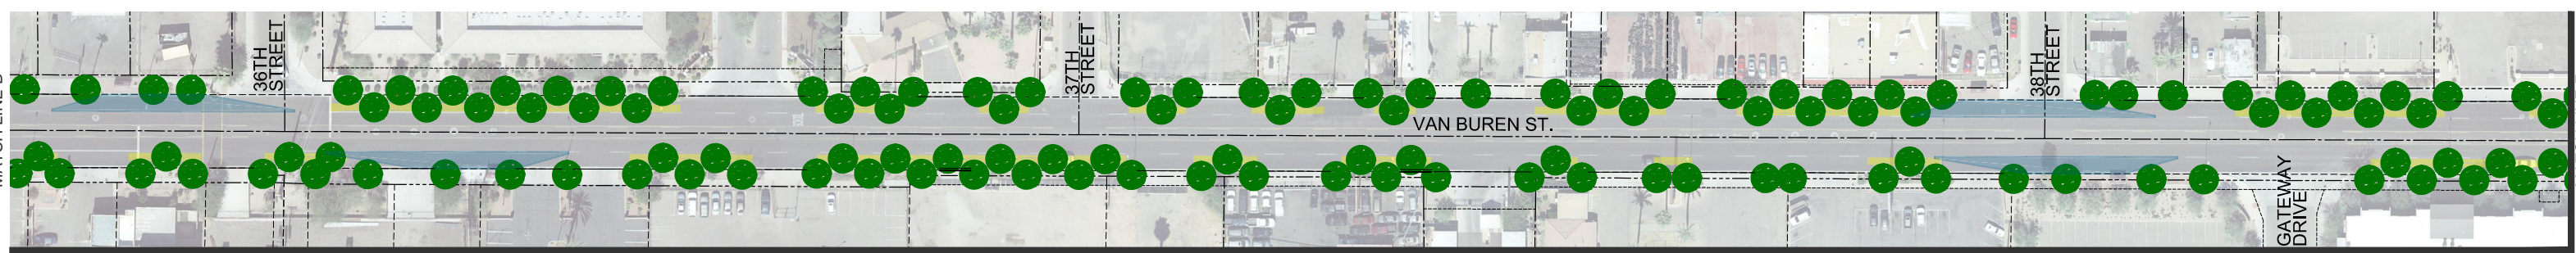 36TH
STREET
37TH
STREET
VAN BUREN ST.
38TH
STREET
GATEWAY
DRIVE